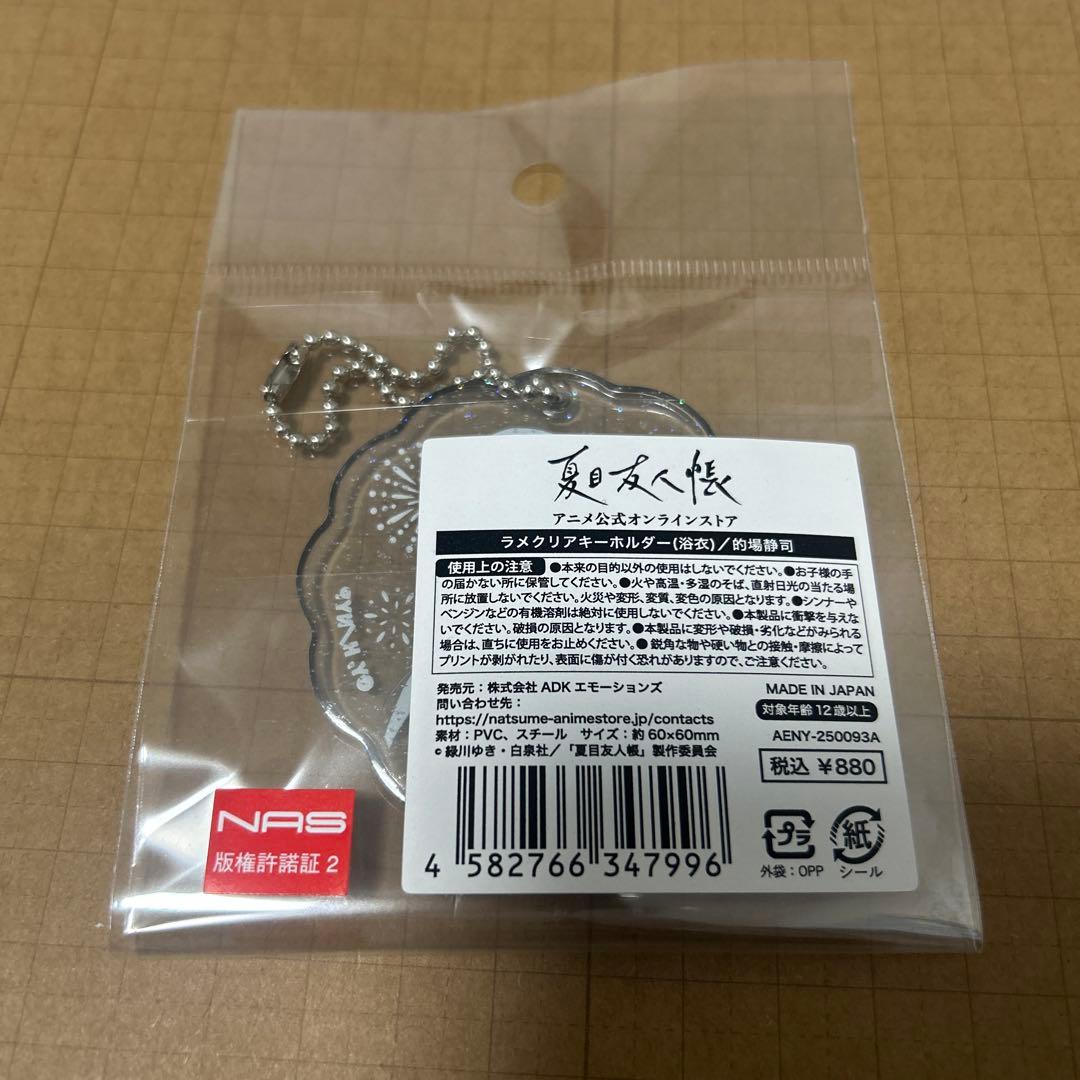 夏目友人帳
アニメ公式オンラインストア
ラメクリアキーホルダー(浴衣)/的場静司
使用上の注意 ●本来の目的以外の使用はしないでください。●お子様の手
の届かない所に保管してください。●火や高温・多湿のそば、直射日光の当たる場
所に放置しないでください。火災や変形、変質、変色の原因となります。●シンナーや
ベンジンなどの有機溶剤は絶対に使用しないでください。●本製品に衝撃を与えな
いでください。破損の原因となります。●本製品に変形や破損・劣化などがみられる
場合は、直ちに使用をお止めください。● 鋭角な物や硬い物との接触・摩擦によって
プリントが剥がれたり、表面に傷が付く恐れがありますので、ご注意ください。
発売元：株式会社 ADK エモーションズ
問い合わせ先：
https://natsume-animestore.jp/contacts
素材：PVC、スチール サイズ：約 60×60mm
© 緑川ゆき・白泉社/「夏目友人帳」製作委員会
MADE IN JAPAN
対象年齢 12 歳以上
AENY-250093A
税込 ¥880
4 582766 347996
プラ
外袋：OPP
紙
シール
NAS
版権許諾証 2